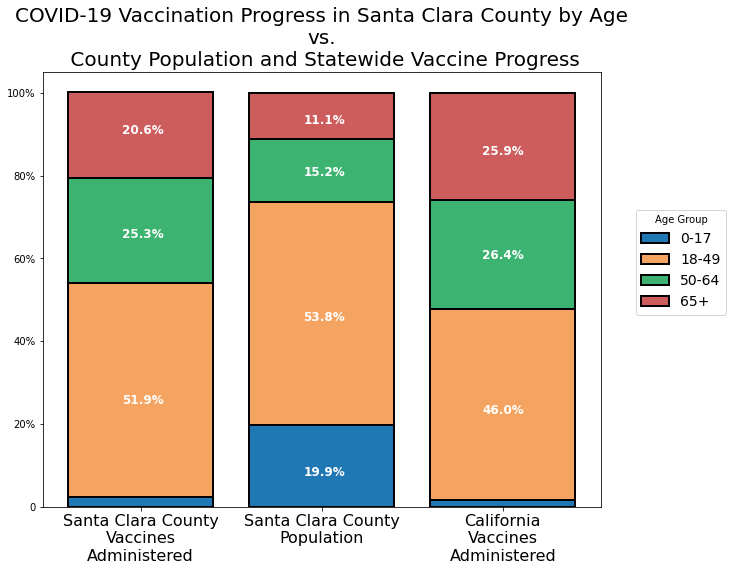 COVID-19 Vaccination Progress in Santa Clara County by Age
vs.
County Population and Statewide Vaccine Progress
100%
80%
60%
40%
20%
0
20.6%
25.3%
51.9%
11.1%
15.2%
53.8%
19.9%
25.9%
26.4%
46.0%
Santa Clara County
Vaccines
Administered
Santa Clara County
Population
California
Vaccines
Administered
Age Group
0-17
18-49
50-64
65+